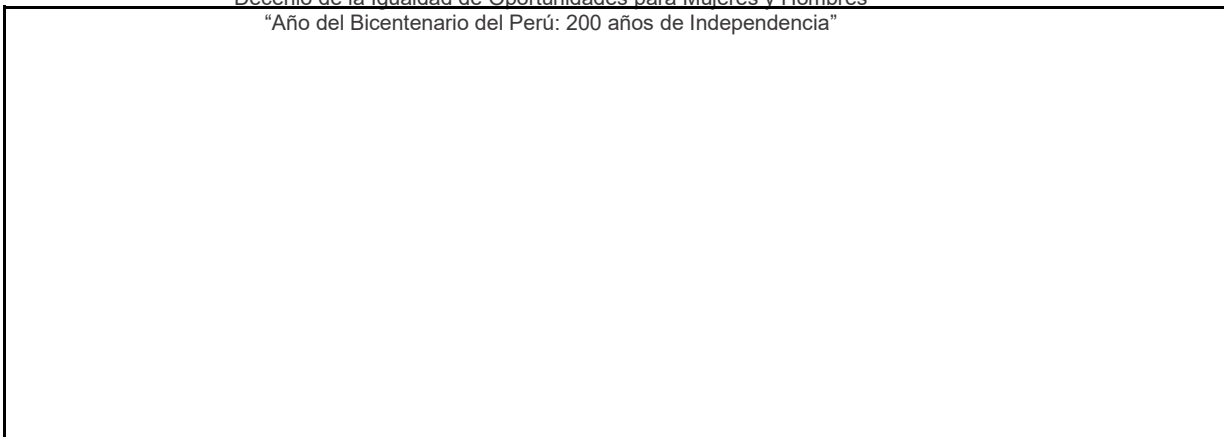 Decenio de la Igualdad de Oportunidades para Mujeres y Hombres
“Año del Bicentenario del Perú: 200 años de Independencia”